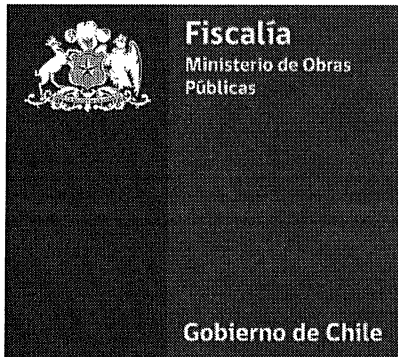 Fiscalía
Ministerio de Obras
Públicas
Gobierno de Chile